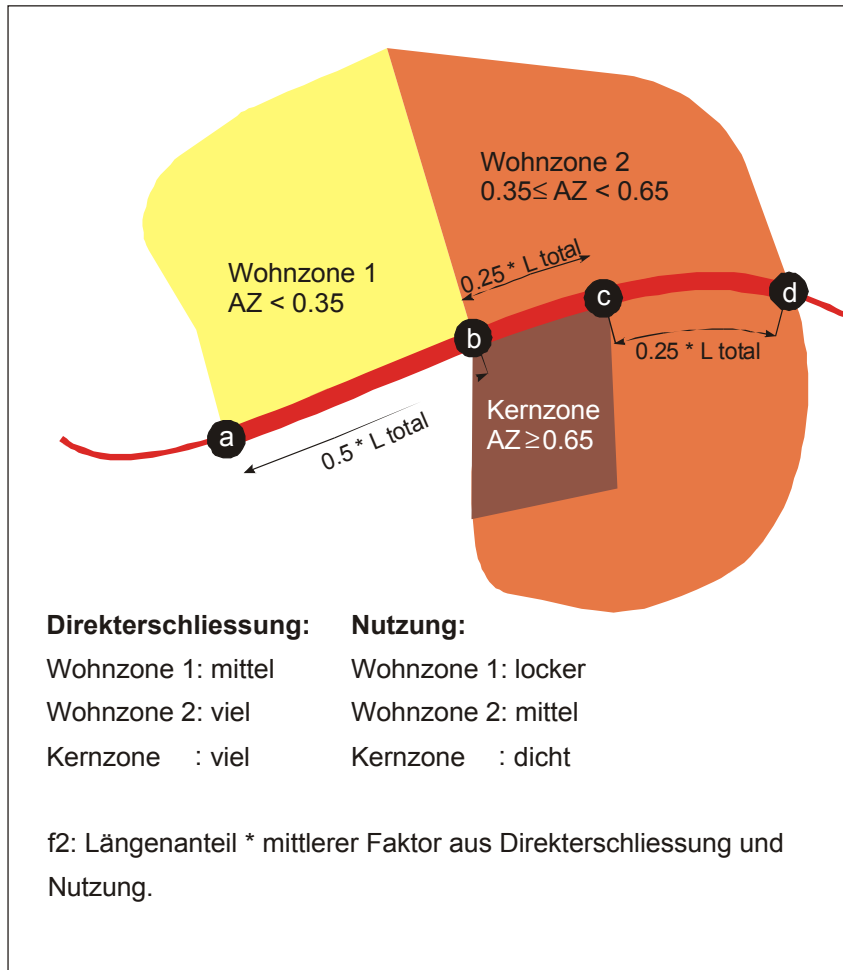 Wohnzone 2
0.35≤ AZ < 0.65
0.25 * L total
Wohnzone 1
AZ < 0.35
c
d
b
0.25 * L total
Kernzone
AZ ≥0.65
a
0.5 * L total
Direkterschliessung: Nutzung:
Wohnzone 1: mittel Wohnzone 1: locker
Wohnzone 2: viel Wohnzone 2: mittel
Kernzone : viel Kernzone : dicht
f2: Längenanteil * mittlerer Faktor aus Direkterschliessung und
Nutzung.